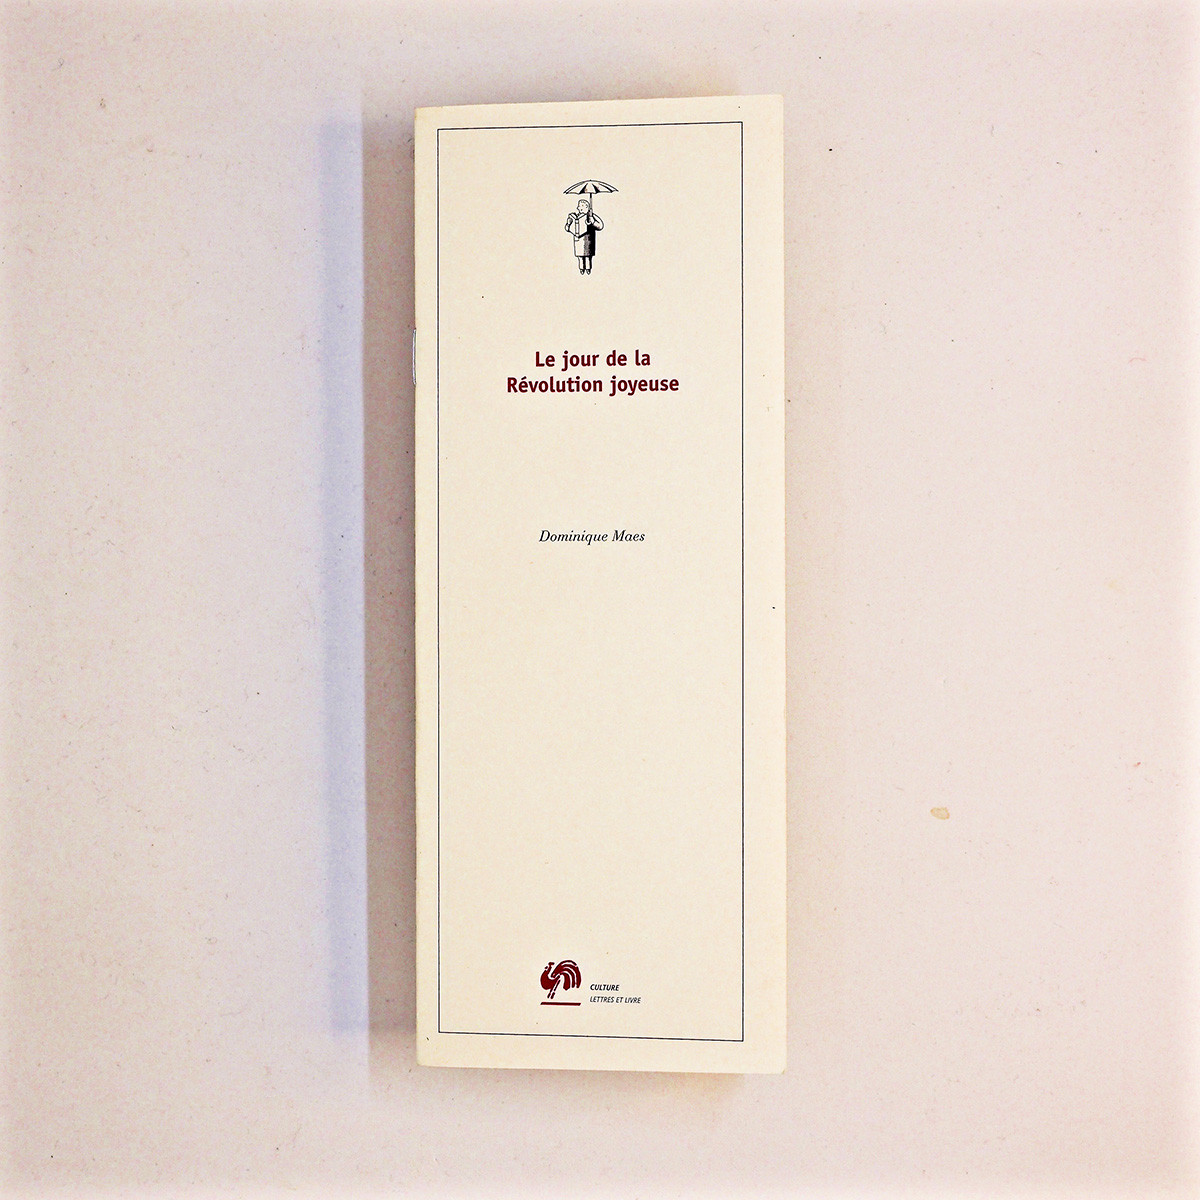 Le jour de la
Révolution joyeuse
Dominique Maes
CULTURE
LETTRES ET LIVRE